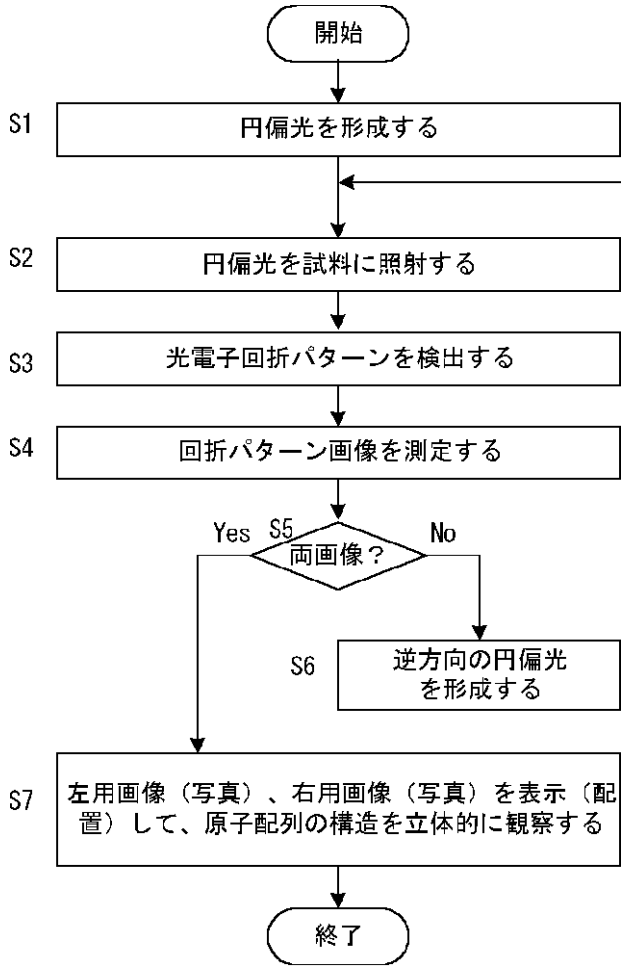 開始
S1
円偏光を形成する
S2
円偏光を試料に照射する
S3
光電子回折パターンを検出する
S4
回折パターン画像を測定する
Yes
S5
No
両画像?
S6
逆方向の円偏光
を形成する
S7
左用画像(写真)、右用画像(写真)を表示(配
置)して、原子配列の構造を立体的に観察する
終了